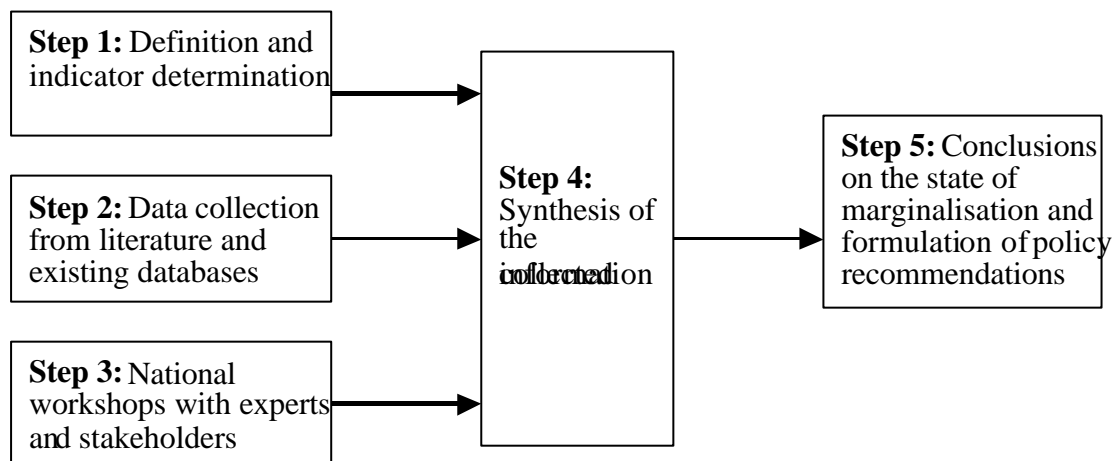 Step 1: Definition and
indicator determination
Step 2: Data collection
from literature and
existing databases
Step 3: National
workshops with experts
and stakeholders
Step 4:
Synthesis of
the
collected
information
Step 5: Conclusions
on the state of
marginalisation and
formulation of policy
recommendations